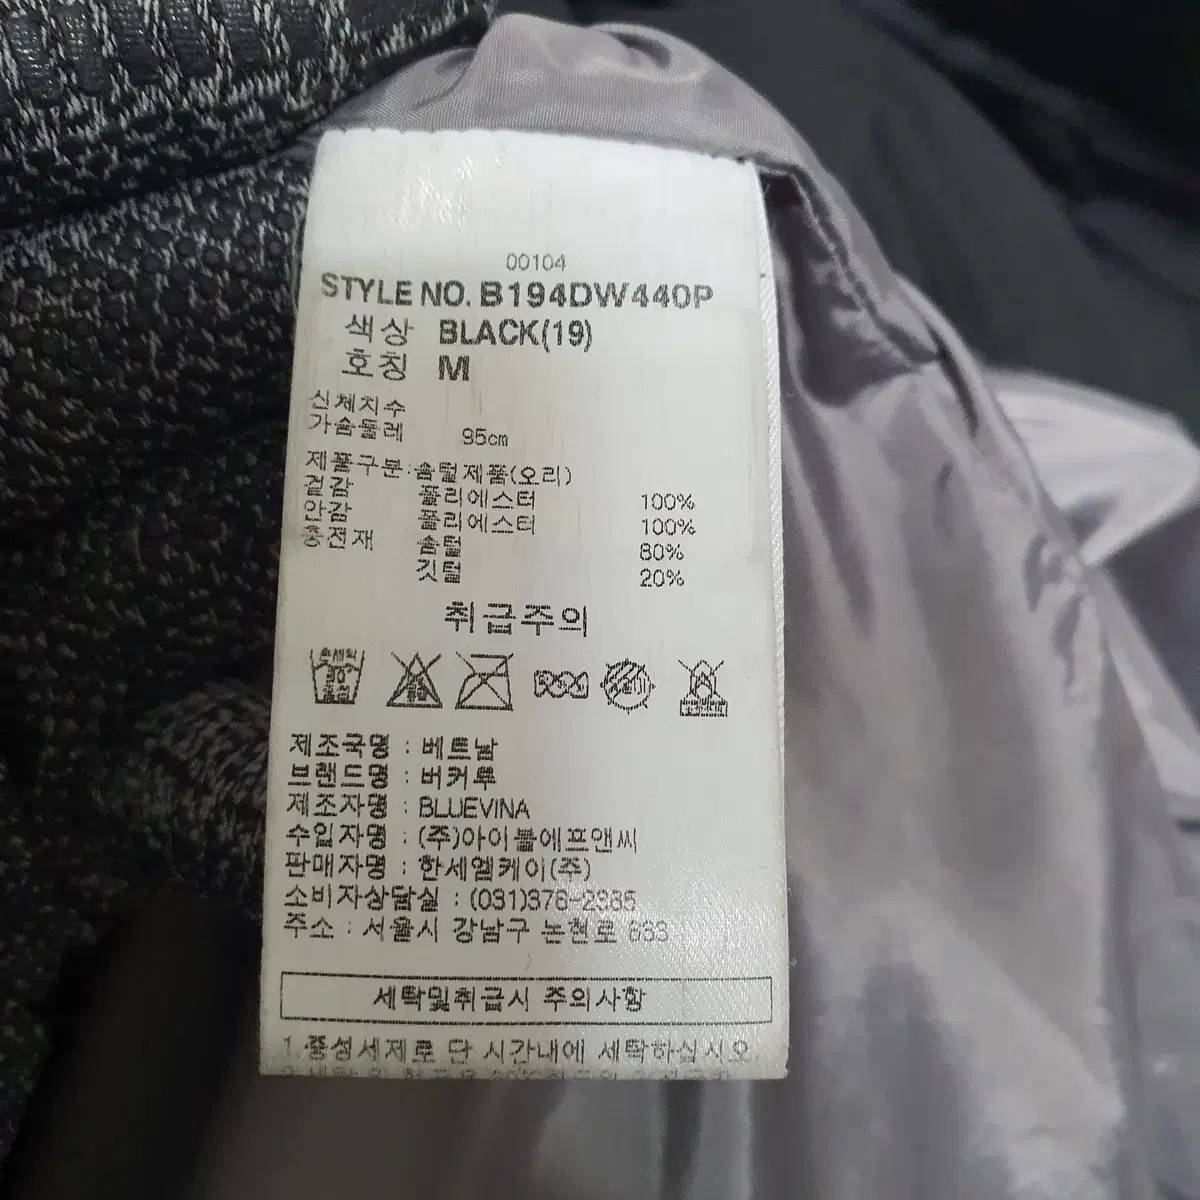 00104
STYLE NO. B194DW440P
색상 BLACK(19)
호칭 M
신체치수
가슴둘레 95cm
제품구분:솜털제품(오리)
겉감 폴리에스터 100%
안감 폴리에스터 100%
충전재 솜털 80%
깃털 20%
취급주의
제조국명 : 베트남
브랜드명 : 버커루
제조자명 : BLUEVINA
수입자명 : (주)아이블에프앤씨
판매자명 : 한세엠케이(주)
소비자상담실 : (031)378-2385
주소 : 서울시 강남구 논현로 633
세탁및취급시 주의사항
1.중성세제로 단 시간내에 세탁하십시오